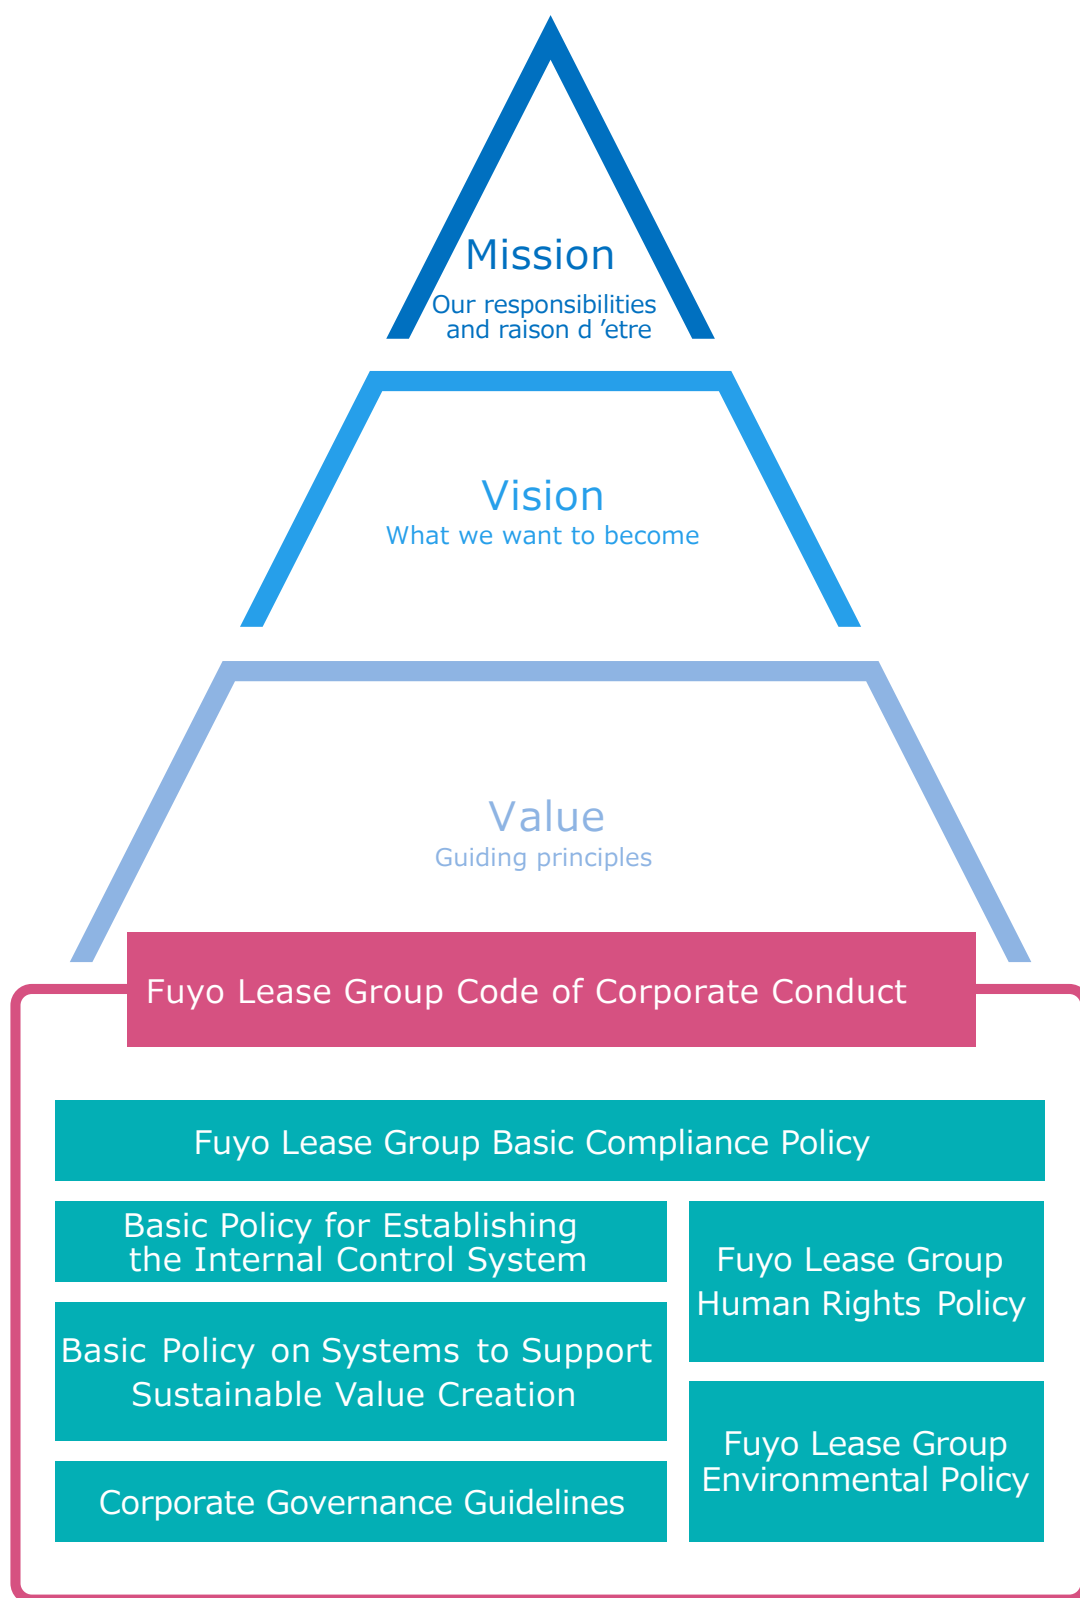 Mission
Our responsibilities
and raison d ’etre
Vision
What we want to become
Value
Guiding principles
Fuyo Lease Group Code of Corporate Conduct
Fuyo Lease Group Basic Compliance Policy
Basic Policy for Establishing
the Internal Control System
Basic Policy on Systems to Support
Sustainable Value Creation
Corporate Governance Guidelines
Fuyo Lease Group
Human Rights Policy
Fuyo Lease Group
Environmental Policy